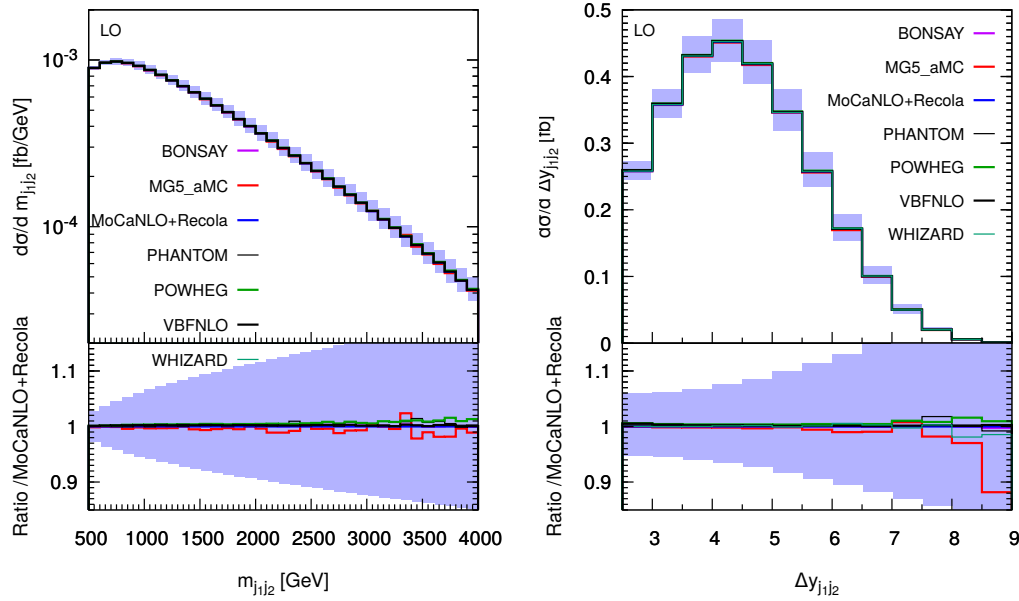 LO
10⁻³
10⁻⁴
dσ/d m_{j₁j₂} [fb/GeV]
BONSAY
MG5_aMC
MoCaNLO+Recola
PHANTOM
POWHEG
VBFNLO
WHIZARD
1.1
1
0.9
Ratio /MoCaNLO+Recola
500 1000 1500 2000 2500 3000 3500 4000
m_{j₁j₂} [GeV]
LO
0.5
0.4
0.3
0.2
0.1
0
dσ/d Δy_{j₁j₂} [fb]
BONSAY
MG5_aMC
MoCaNLO+Recola
PHANTOM
POWHEG
VBFNLO
WHIZARD
1.1
1
0.9
Ratio /MoCaNLO+Recola
3 4 5 6 7 8 9
Δy_{j₁j₂}